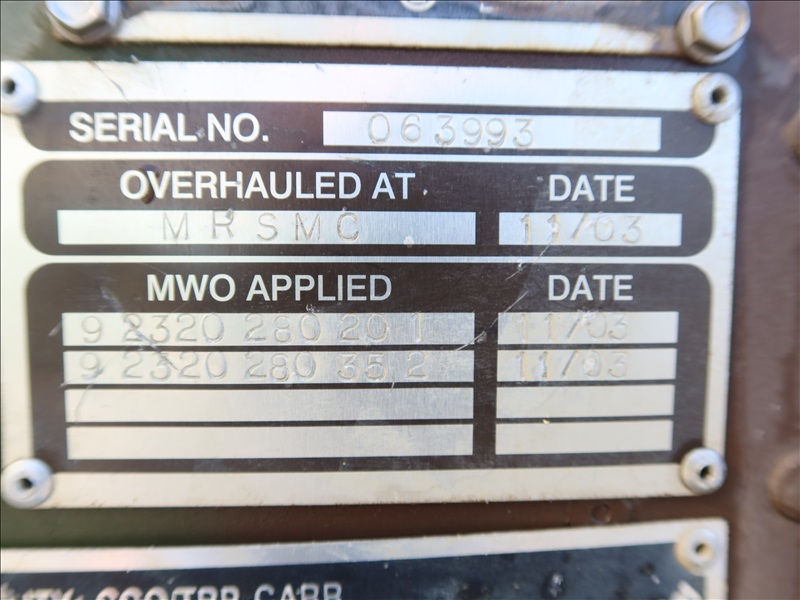 SERIAL NO. 063993
OVERHAULED AT DATE
MRSMC 11/03
MWO APPLIED DATE
9 2320 280 20 1 11/03
9 2320 280 35 2 11/03
CARR